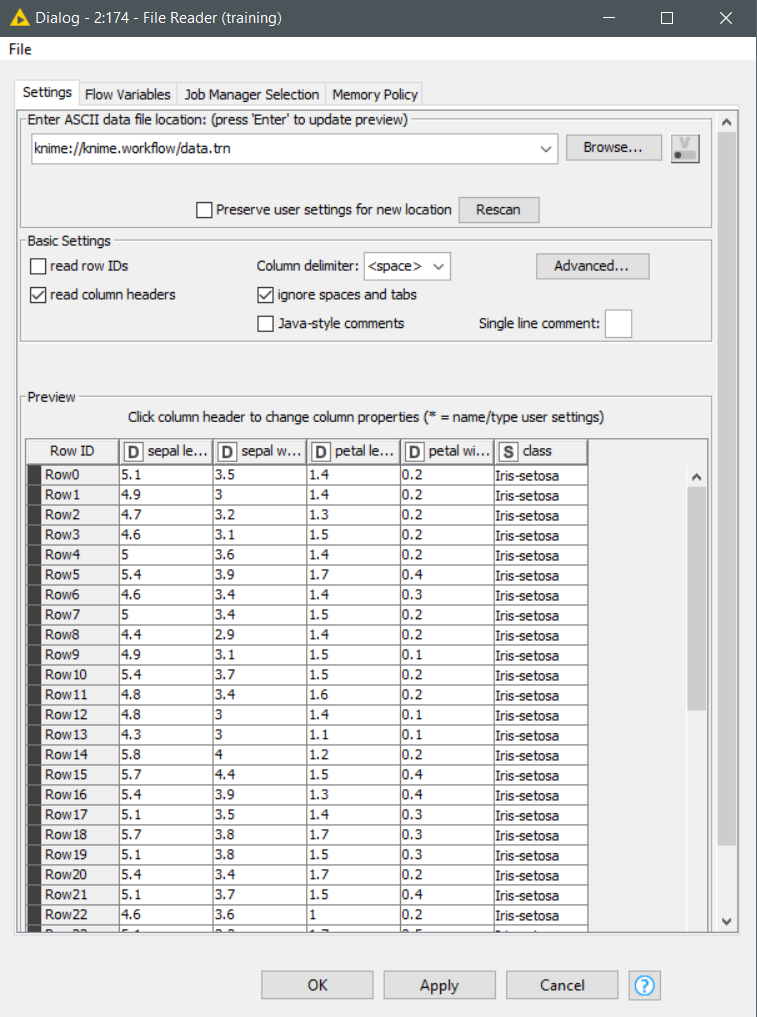 Dialog - 2:174 - File Reader (training)
File
Settings Flow Variables Job Manager Selection Memory Policy
Enter ASCII data file location: (press 'Enter' to update preview)
knime://knime.workflow/data.trn Browse... V
Preserve user settings for new location Rescan
Basic Settings
read row IDs Column delimiter: <space> Advanced...
read column headers ignore spaces and tabs
Java-style comments Single line comment:
Preview
Click column header to change column properties (* = name/type user settings)
Row ID D sepal le... D sepal w... D petal le... D petal wi... S class
Row0 5.1 3.5 1.4 0.2 Iris-setosa
Row1 4.9 3 1.4 0.2 Iris-setosa
Row2 4.7 3.2 1.3 0.2 Iris-setosa
Row3 4.6 3.1 1.5 0.2 Iris-setosa
Row4 5 3.6 1.4 0.2 Iris-setosa
Row5 5.4 3.9 1.7 0.4 Iris-setosa
Row6 4.6 3.4 1.4 0.3 Iris-setosa
Row7 5 3.4 1.5 0.2 Iris-setosa
Row8 4.4 2.9 1.4 0.2 Iris-setosa
Row9 4.9 3.1 1.5 0.1 Iris-setosa
Row10 5.4 3.7 1.5 0.2 Iris-setosa
Row11 4.8 3.4 1.6 0.2 Iris-setosa
Row12 4.8 3 1.4 0.1 Iris-setosa
Row13 4.3 3 1.1 0.1 Iris-setosa
Row14 5.8 4 1.2 0.2 Iris-setosa
Row15 5.7 4.4 1.5 0.4 Iris-setosa
Row16 5.4 3.9 1.3 0.4 Iris-setosa
Row17 5.1 3.5 1.4 0.3 Iris-setosa
Row18 5.7 3.8 1.7 0.3 Iris-setosa
Row19 5.1 3.8 1.5 0.3 Iris-setosa
Row20 5.4 3.4 1.7 0.2 Iris-setosa
Row21 5.1 3.7 1.5 0.4 Iris-setosa
Row22 4.6 3.6 1 0.2 Iris-setosa
OK Apply Cancel ?